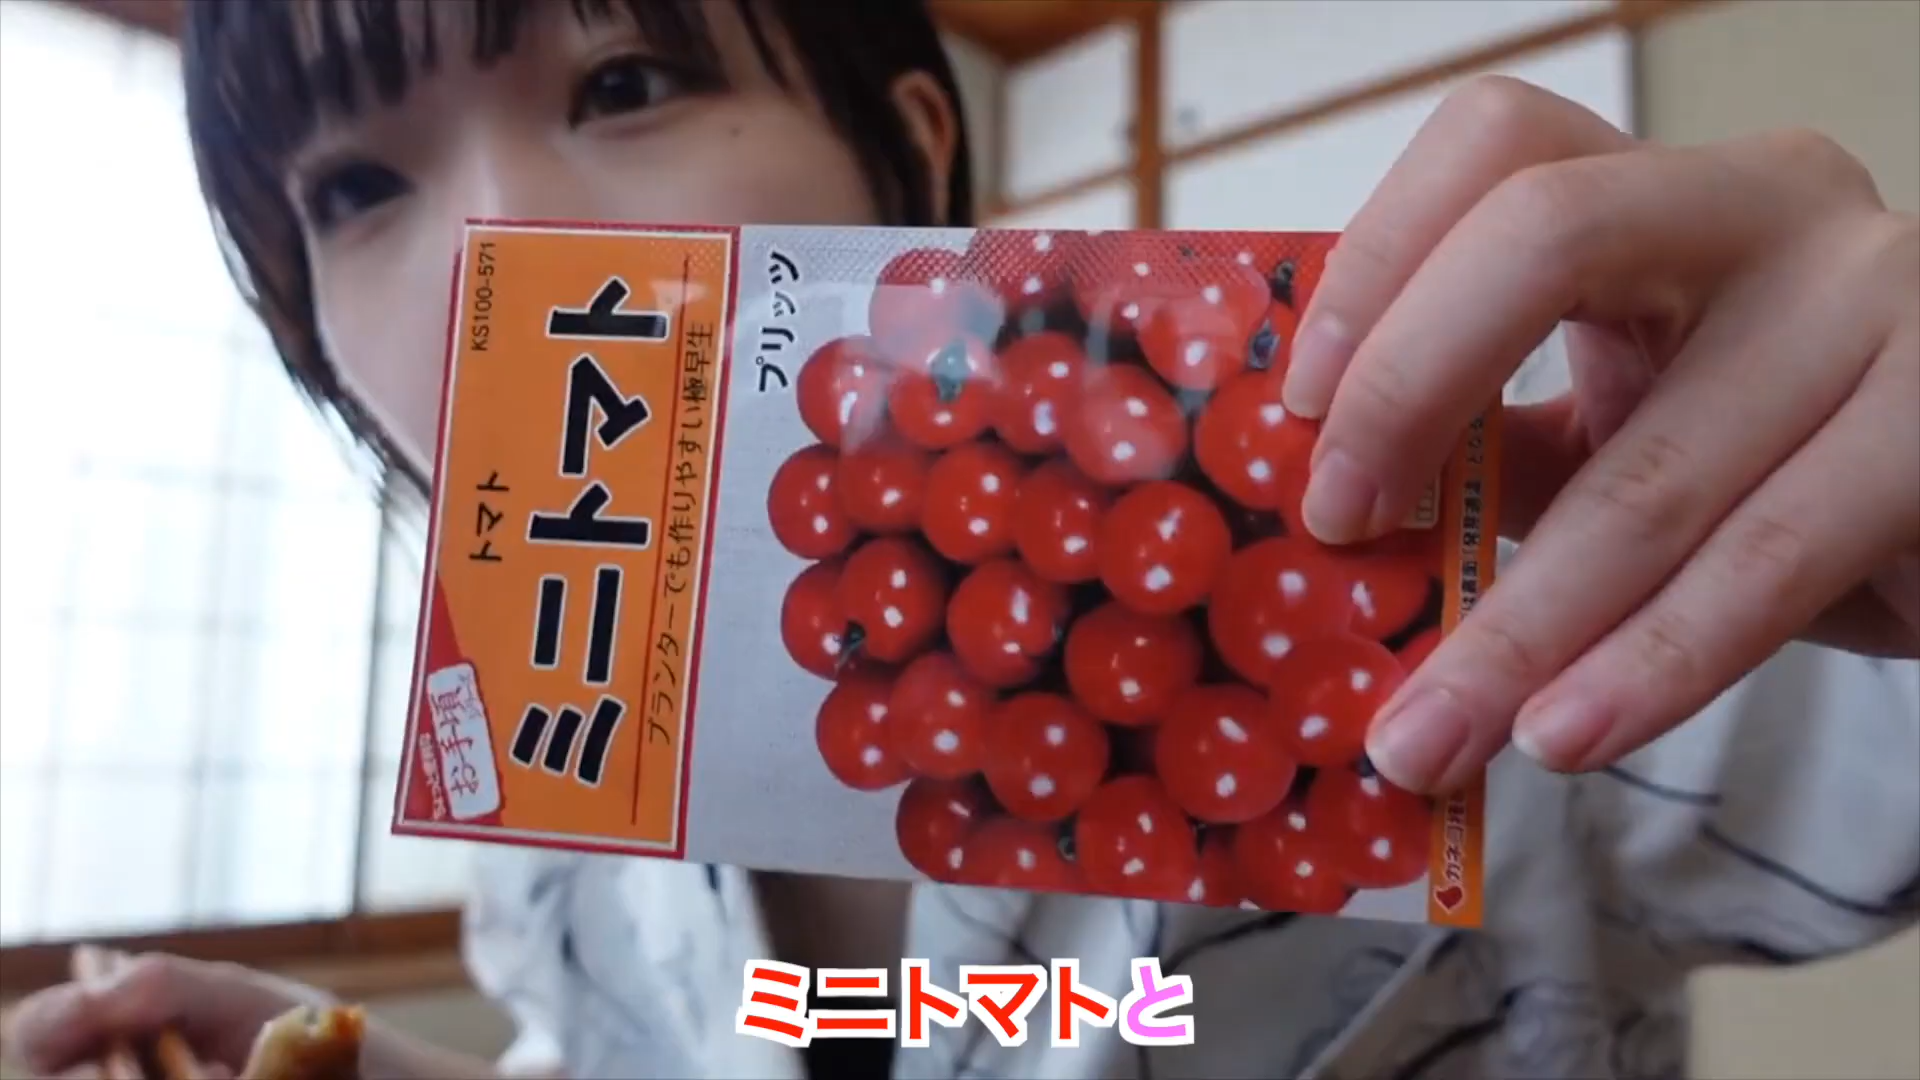 KS100-571
トマト
ミニトマト
プランターでも作りやすい極早生
お手頃
プリッツ
ミニトマトと